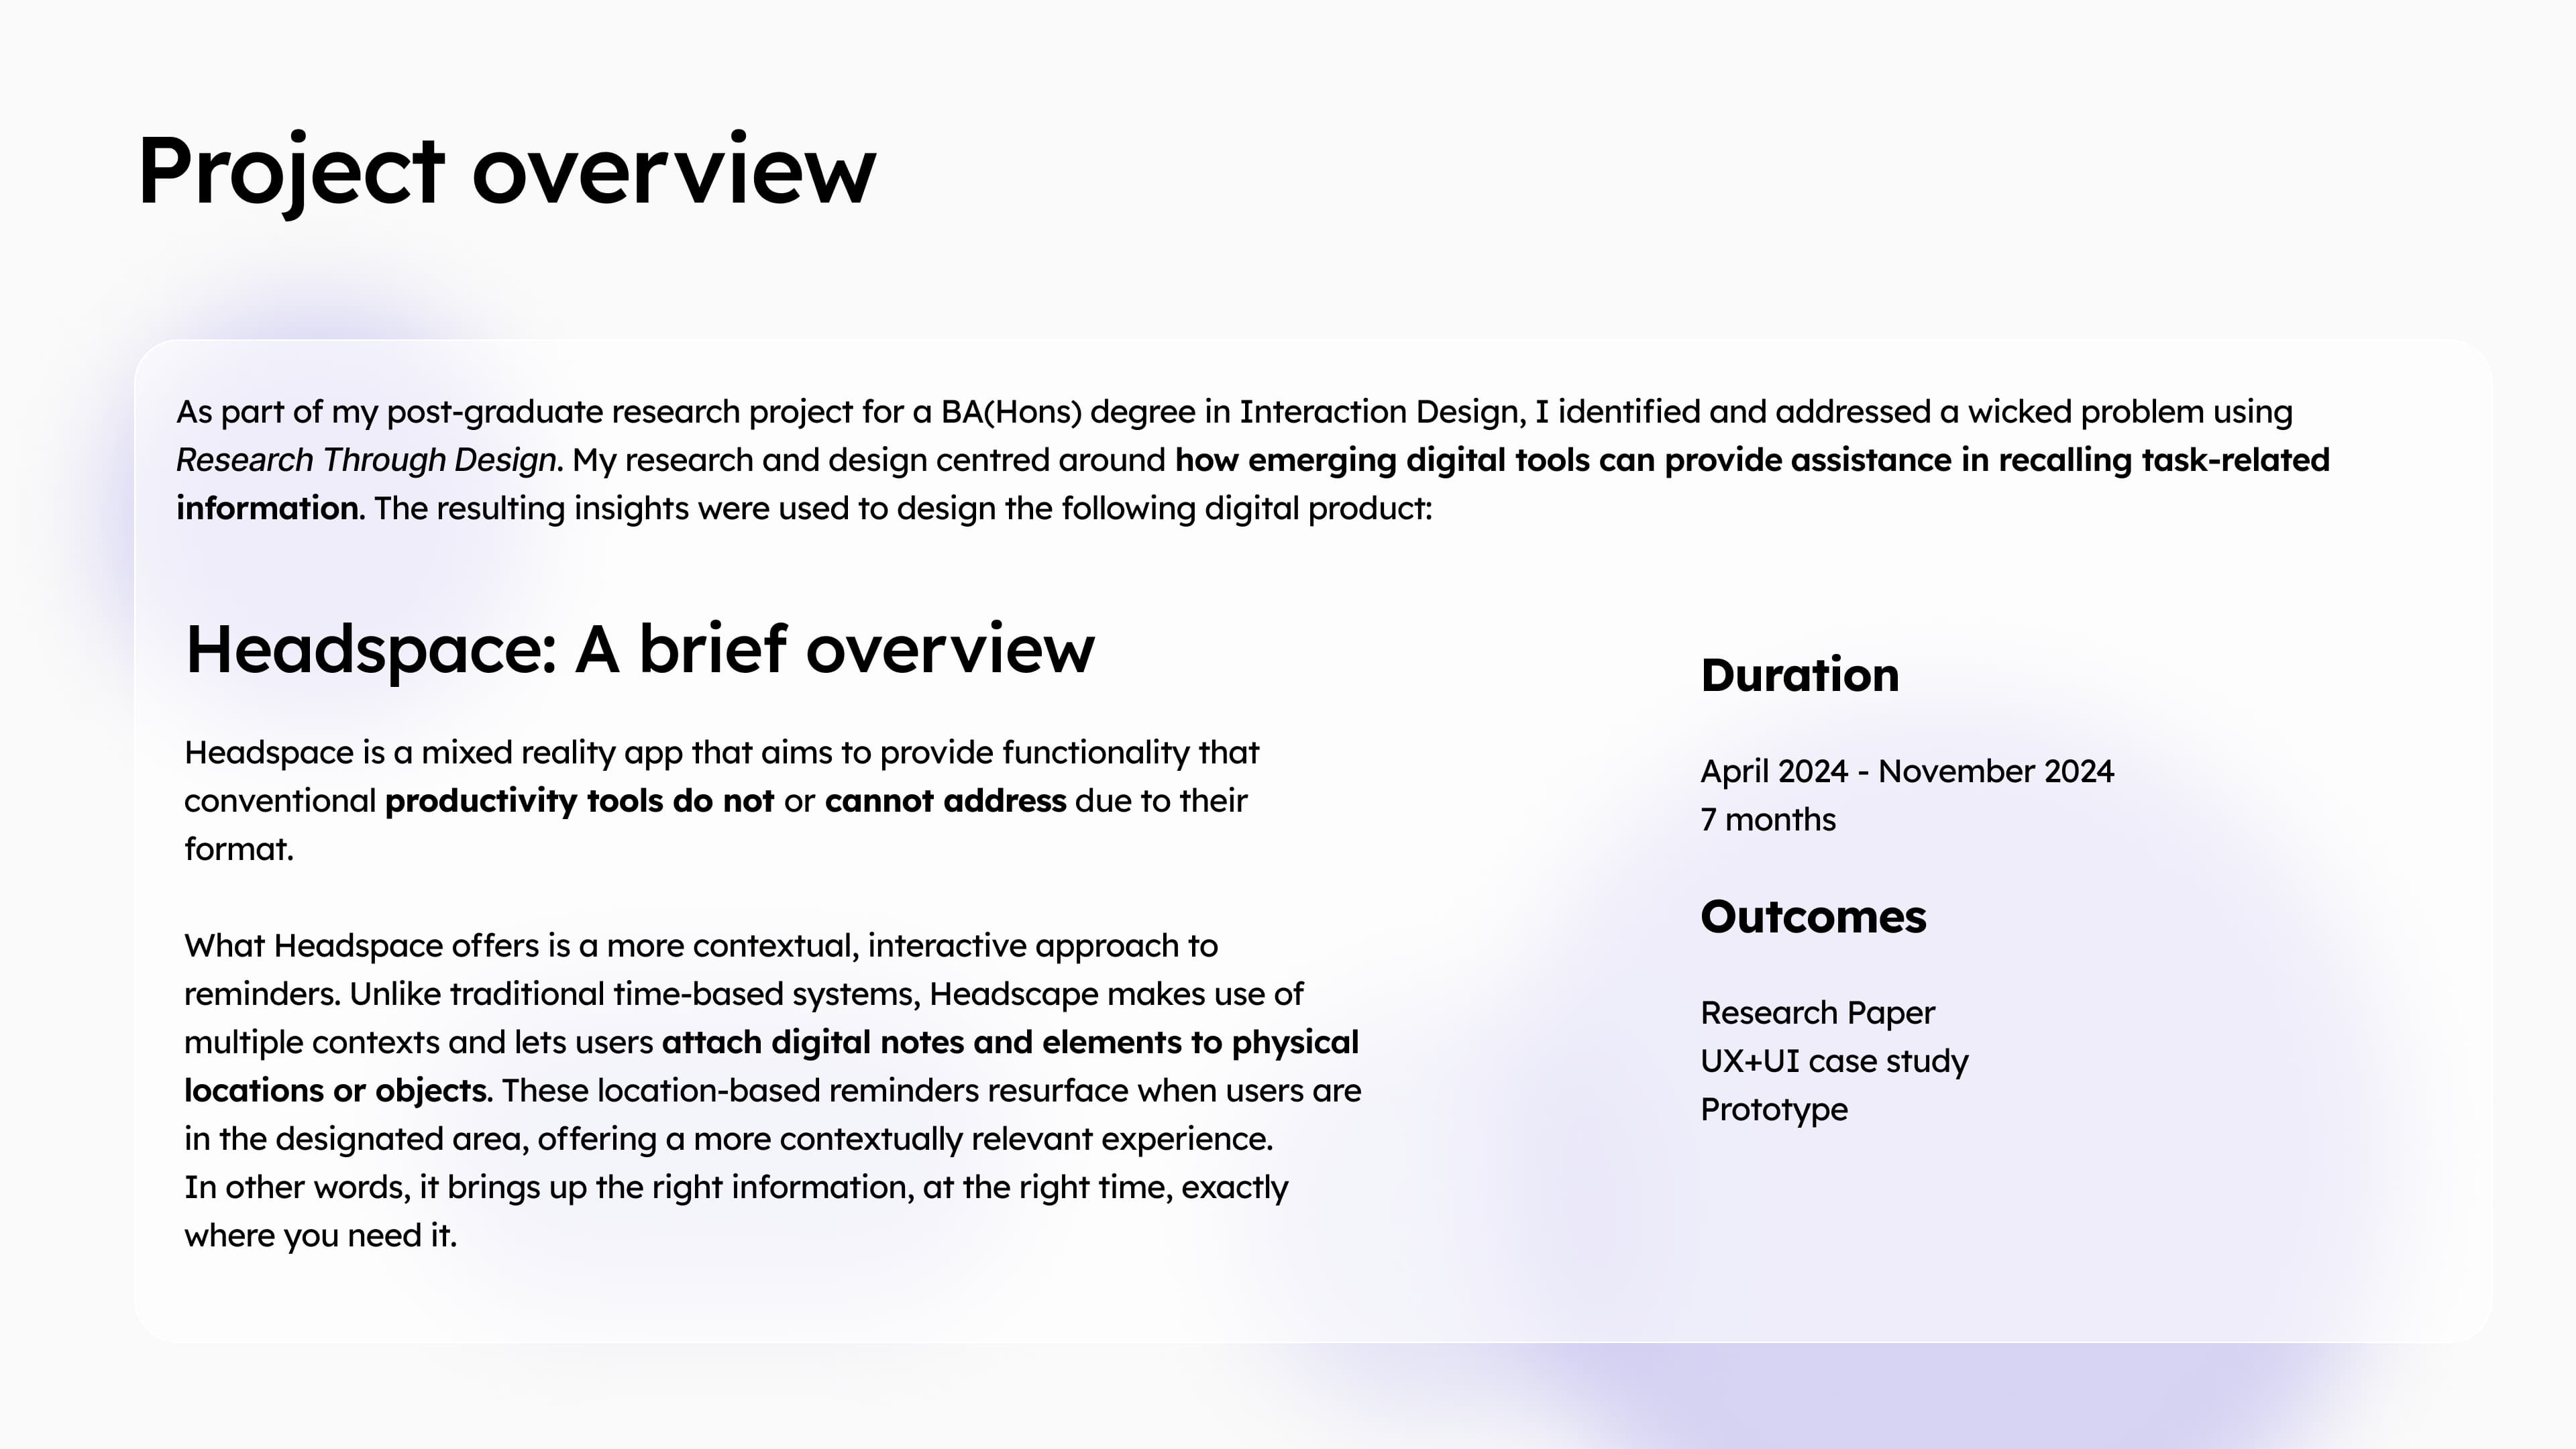 Project overview
As part of my post-graduate research project for a BA(Hons) degree in Interaction Design, I identified and addressed a wicked problem using
Research Through Design. My research and design centred around how emerging digital tools can provide assistance in recalling task-related
information. The resulting insights were used to design the following digital product:
Headspace: A brief overview
Headspace is a mixed reality app that aims to provide functionality that
conventional productivity tools do not or cannot address due to their
format.
What Headspace offers is a more contextual, interactive approach to
reminders. Unlike traditional time-based systems, Headscape makes use of
multiple contexts and lets users attach digital notes and elements to physical
locations or objects. These location-based reminders resurface when users are
in the designated area, offering a more contextually relevant experience.
In other words, it brings up the right information, at the right time, exactly
where you need it.
Duration
April 2024 - November 2024
7 months
Outcomes
Research Paper
UX+UI case study
Prototype